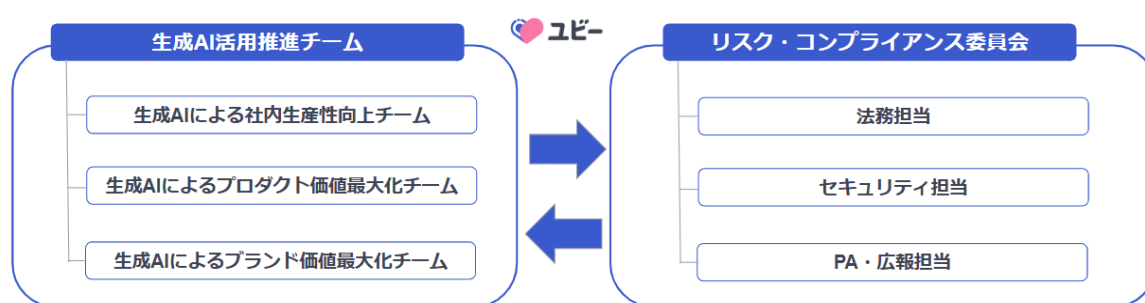 ユビー
生成AI活用推進チーム
生成AIによる社内生産性向上チーム
生成AIによるプロダクト価値最大化チーム
生成AIによるブランド価値最大化チーム
リスク・コンプライアンス委員会
法務担当
セキュリティ担当
PA・広報担当